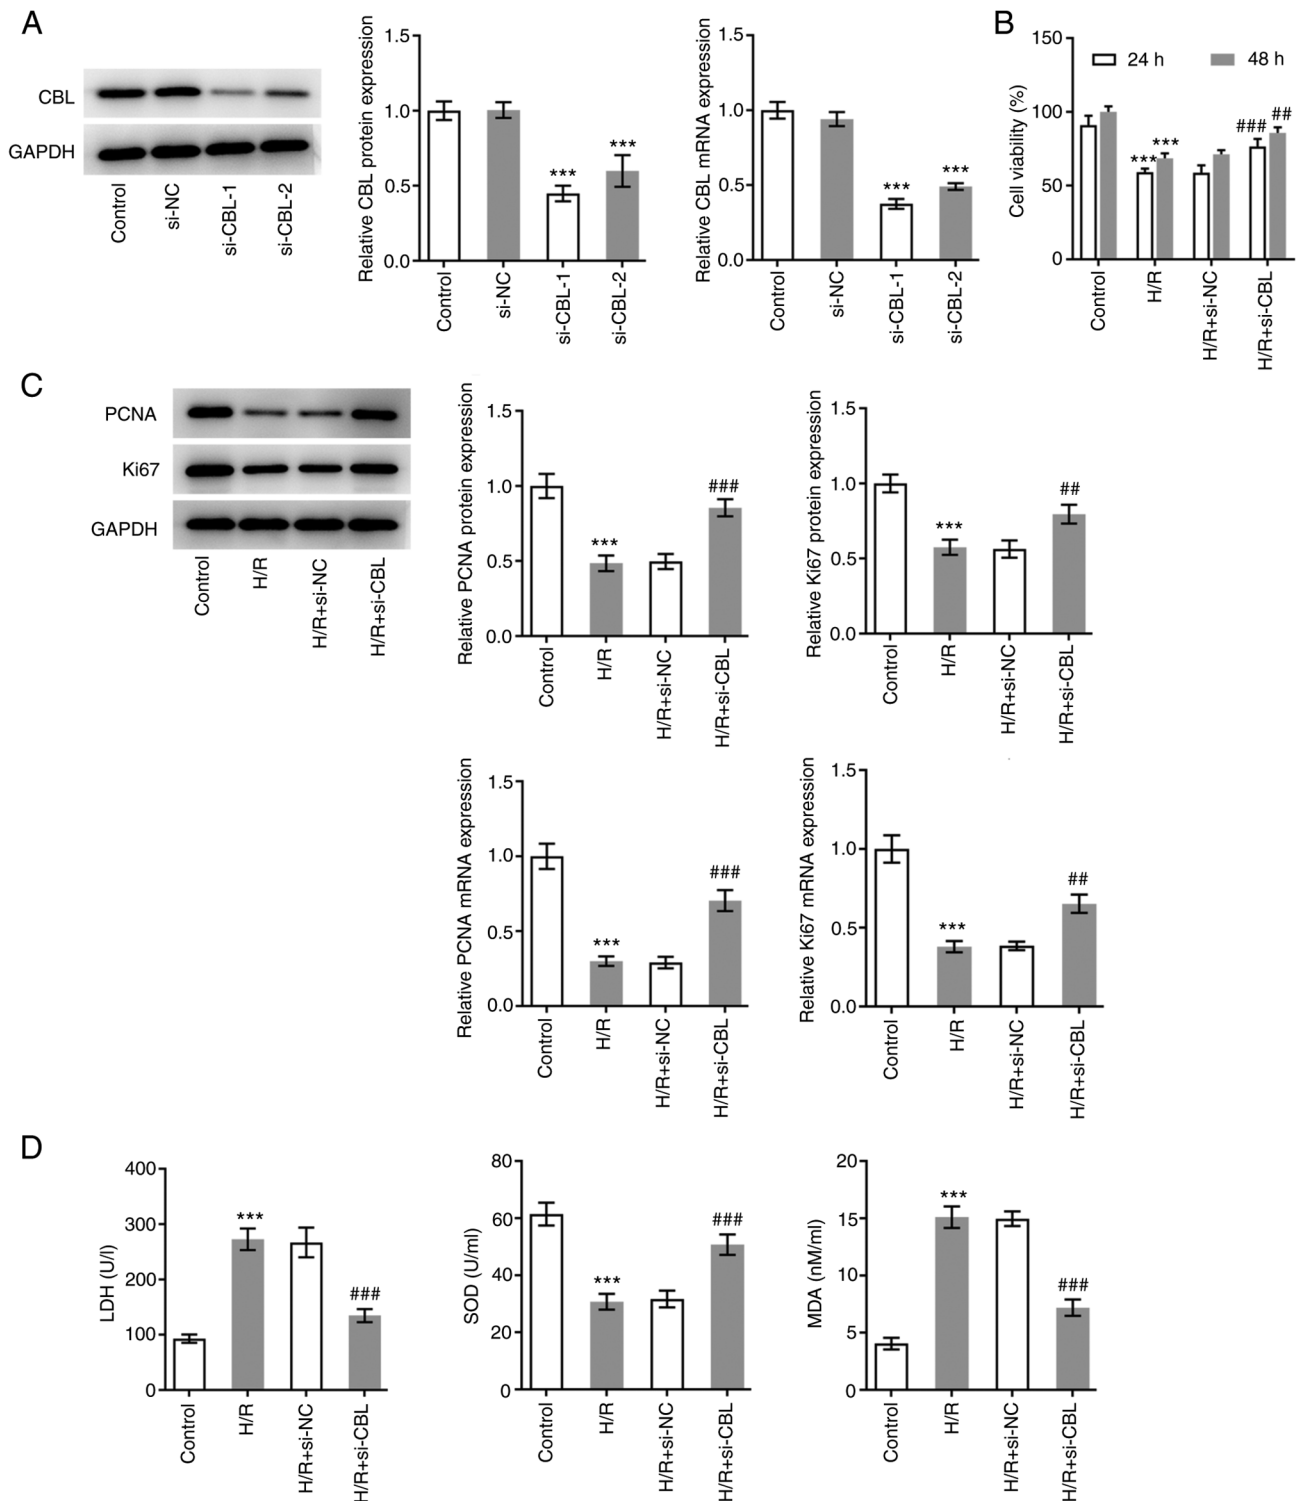 A
CBL
GAPDH
Control
si-NC
si-CBL-1
si-CBL-2
Relative CBL protein expression
1.5
1.0
0.5
0.0
***
***
Control
si-NC
si-CBL-1
si-CBL-2
Relative CBL mRNA expression
1.5
1.0
0.5
0.0
***
***
Control
si-NC
si-CBL-1
si-CBL-2
B
Cell viability (%)
150
100
50
0
24 h
48 h
***
***
###
##
Control
H/R
H/R+si-NC
H/R+si-CBL
C
PCNA
Ki67
GAPDH
Control
H/R
H/R+si-NC
H/R+si-CBL
Relative PCNA protein expression
1.5
1.0
0.5
0.0
***
###
Control
H/R
H/R+si-NC
H/R+si-CBL
Relative Ki67 protein expression
1.5
1.0
0.5
0.0
***
##
Control
H/R
H/R+si-NC
H/R+si-CBL
Relative PCNA mRNA expression
1.5
1.0
0.5
0.0
***
###
Control
H/R
H/R+si-NC
H/R+si-CBL
Relative Ki67 mRNA expression
1.5
1.0
0.5
0.0
***
##
Control
H/R
H/R+si-NC
H/R+si-CBL
D
LDH (U/l)
400
300
200
100
0
***
###
Control
H/R
H/R+si-NC
H/R+si-CBL
SOD (U/ml)
80
60
40
20
0
***
###
Control
H/R
H/R+si-NC
H/R+si-CBL
MDA (nM/ml)
20
15
10
5
0
***
###
Control
H/R
H/R+si-NC
H/R+si-CBL